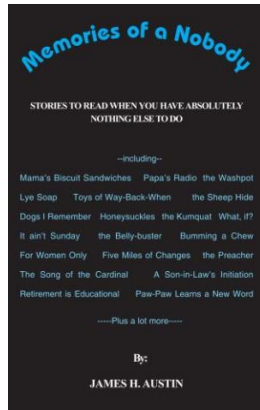 Memories of a Nobody
STORIES TO READ WHEN YOU HAVE ABSOLUTELY
NOTHING ELSE TO DO
--including--
Mama's Biscuit Sandwiches Papa's Radio the Washpot
Lye Soap Toys of Way-Back-When the Sheep Hide
Dogs I Remember Honeysuckles the Kumquat What, if?
It ain't Sunday the Belly-buster Bumming a Chew
For Women Only Five Miles of Changes the Preacher
The Song of the Cardinal A Son-in-Law's Initiation
Retirement is Educational Paw-Paw Learns a New Word
-----Plus a lot more-----
By:
JAMES H. AUSTIN